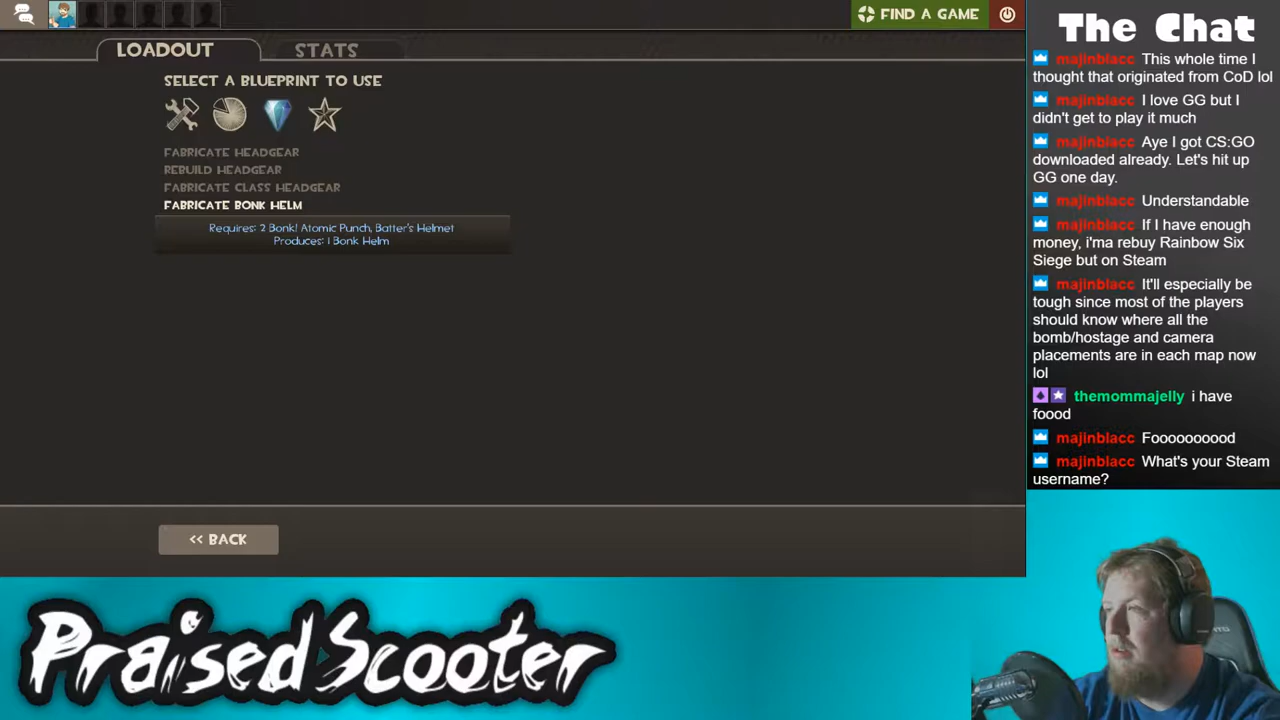 FIND A GAME
LOADOUT
STATS
SELECT A BLUEPRINT TO USE
FABRICATE HEADGEAR
REBUILD HEADGEAR
FABRICATE CLASS HEADGEAR
FABRICATE BONK HELM
Requires: 2 Bonk! Atomic Punch, Batter's Helmet
Produces: 1 Bonk Helm
<< BACK
PraisedScooter
The Chat
majinblacc This whole time I
thought that originated from CoD lol
majinblacc I love GG but I
didn't get to play it much
majinblacc Aye I got CS:GO
downloaded already. Let's hit up
GG one day.
majinblacc Understandable
majinblacc If I have enough
money, i'ma rebuy Rainbow Six
Siege but on Steam
majinblacc It'll especially be
tough since most of the players
should know where all the
bomb/hostage and camera
placements are in each map now
lol
themommajelly i have
foood
majinblacc Foooooooood
majinblacc What's your Steam
username?